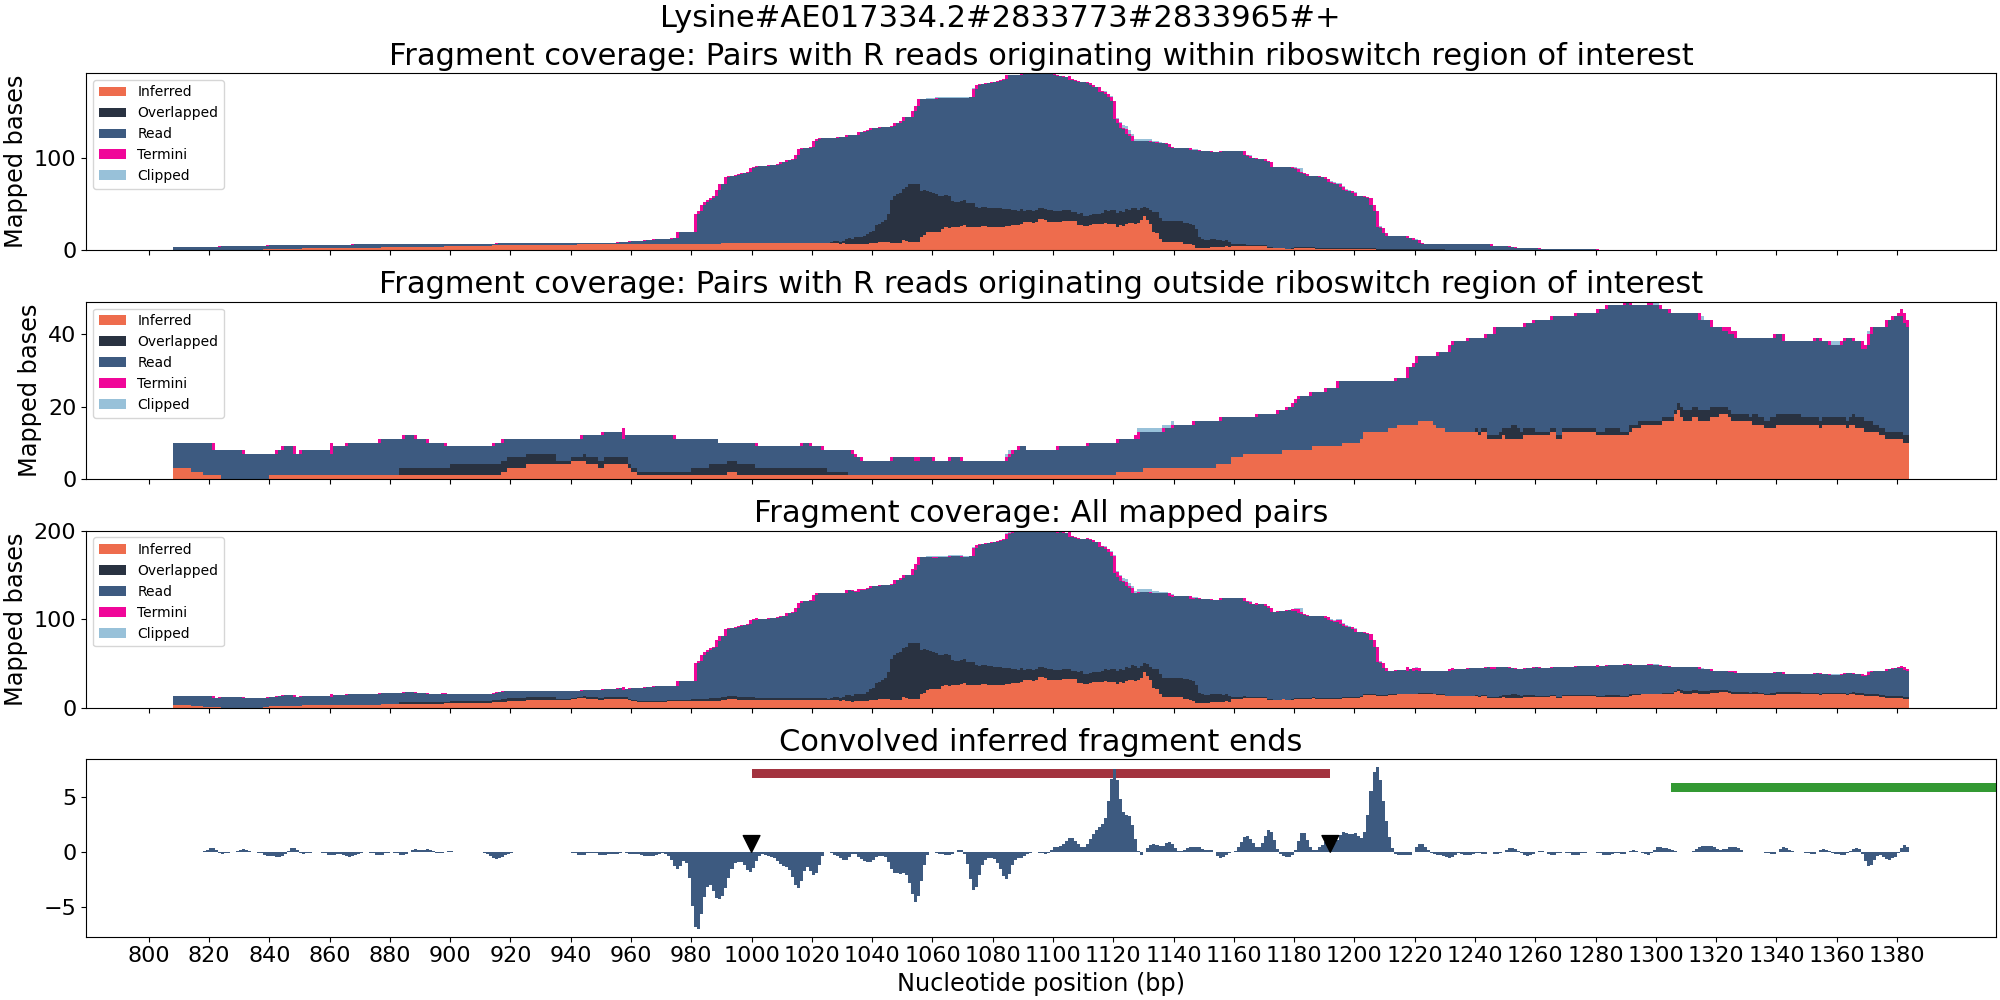 Lysine#AE017334.2#2833773#2833965#+
Fragment coverage: Pairs with R reads originating within riboswitch region of interest
Mapped bases
100
0
Inferred
Overlapped
Read
Termini
Clipped
Fragment coverage: Pairs with R reads originating outside riboswitch region of interest
Mapped bases
40
20
0
Inferred
Overlapped
Read
Termini
Clipped
Fragment coverage: All mapped pairs
Mapped bases
200
100
0
Inferred
Overlapped
Read
Termini
Clipped
Convolved inferred fragment ends
5
0
−5
800 820 840 860 880 900 920 940 960 980 1000 1020 1040 1060 1080 1100 1120 1140 1160 1180 1200 1220 1240 1260 1280 1300 1320 1340 1360 1380
Nucleotide position (bp)